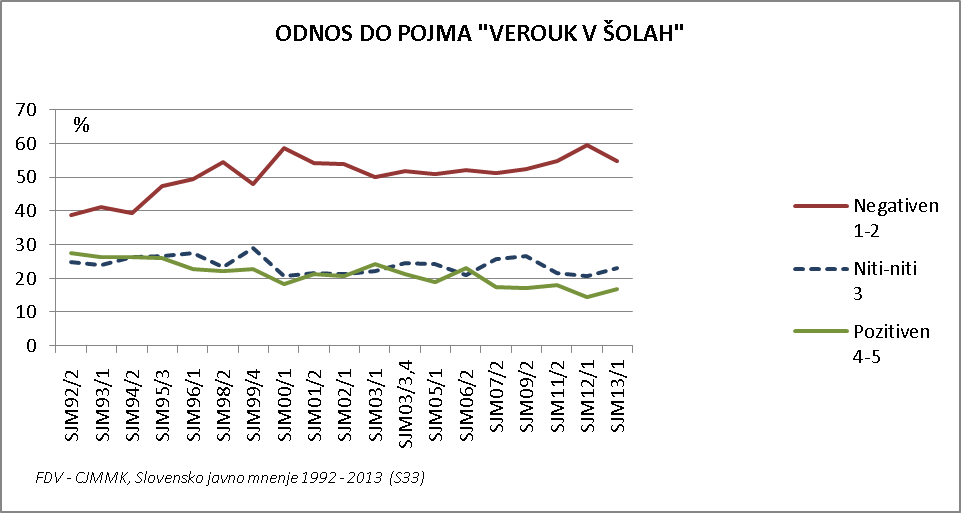 ODNOS DO POJMA "VEROUK V ŠOLAH"
%
70
60
50
40
30
20
10
0
SJM92/2
SJM93/1
SJM94/2
SJM95/3
SJM96/1
SJM98/2
SJM99/4
SJM00/1
SJM01/2
SJM02/1
SJM03/1
SJM03/3,4
SJM05/1
SJM06/2
SJM07/2
SJM09/2
SJM11/2
SJM12/1
SJM13/1
Negativen
1-2
Niti-niti
3
Pozitiven
4-5
FDV - CJMMK, Slovensko javno mnenje 1992 - 2013 (S33)